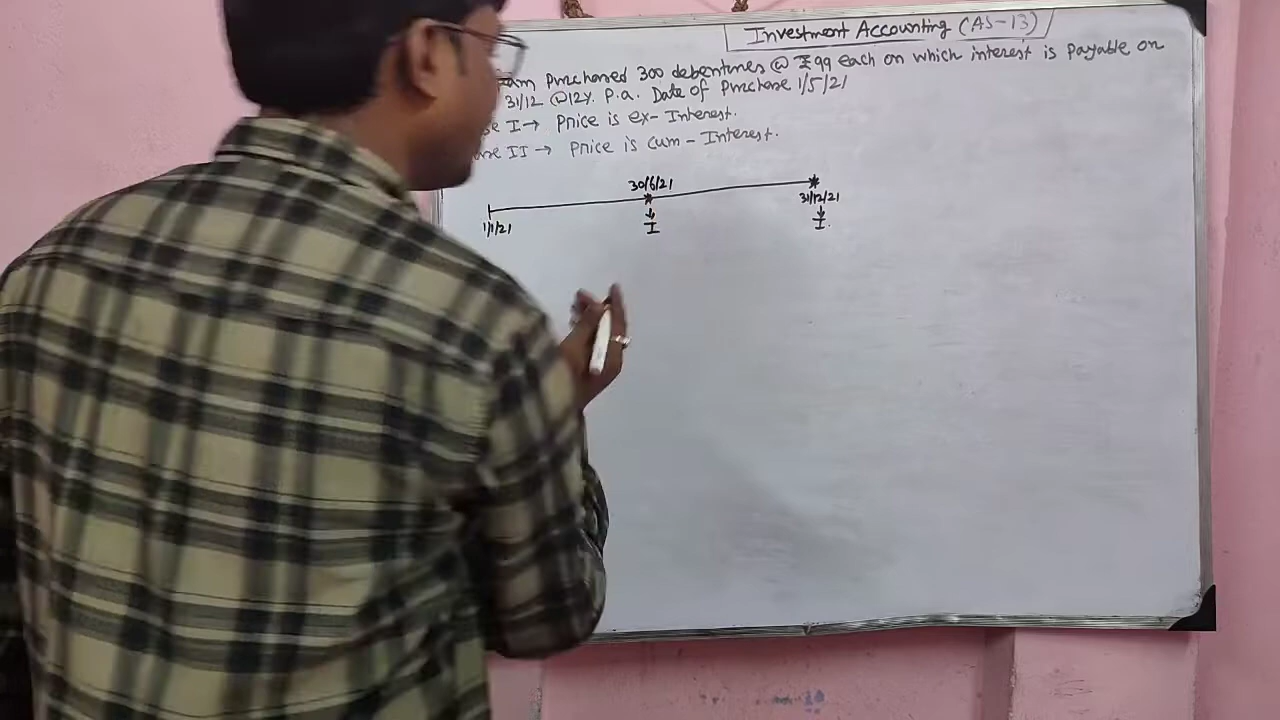 Investment Accounting (AS-13)
purchased 300 debentures @ ₹99 each on which interest is payable on
31/12 @12% P.a. Date of Purchase 1/5/21
I → Price is ex-Interest.
II → Price is cum-Interest.
30/6/21
31/12/21
1/1/21
I
I.